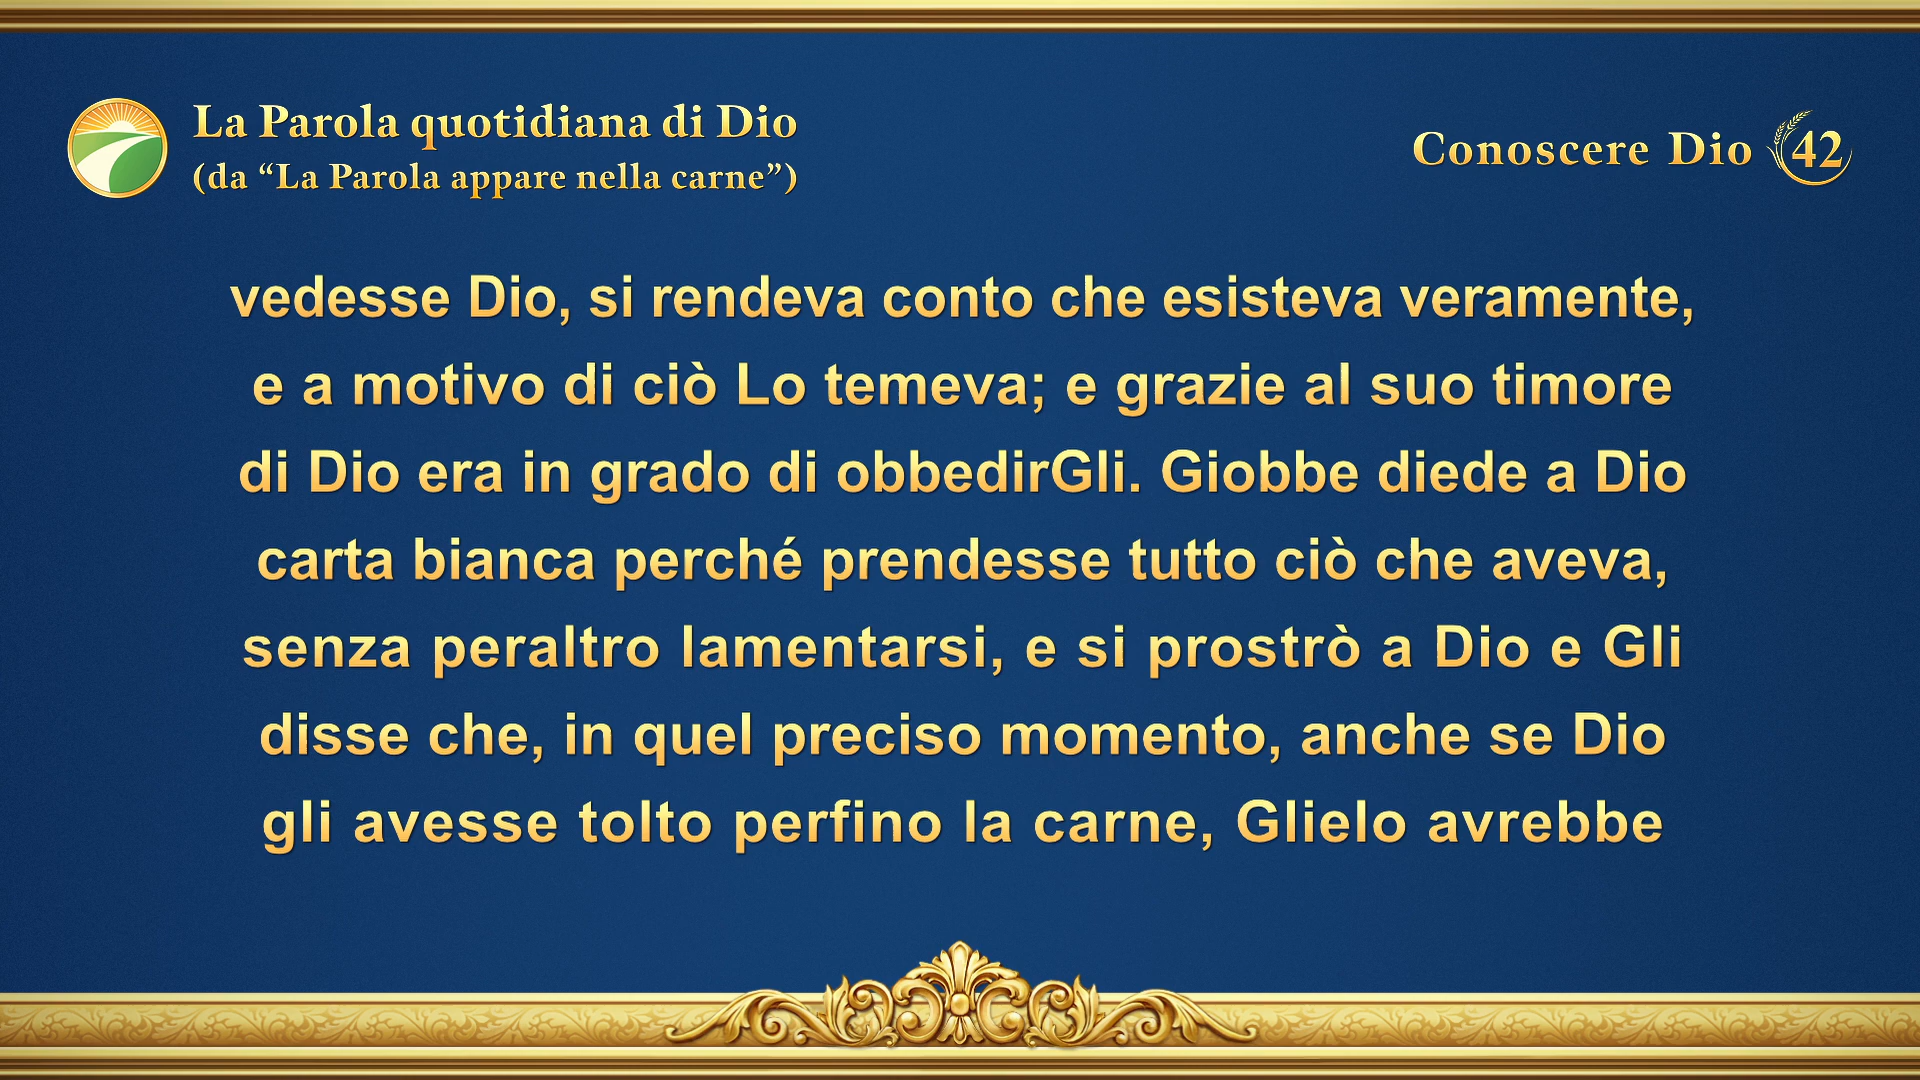 La Parola quotidiana di Dio
(da “La Parola appare nella carne”)
Conoscere Dio 42
vedesse Dio, si rendeva conto che esisteva veramente,
e a motivo di ciò Lo temeva; e grazie al suo timore
di Dio era in grado di obbedirGli. Giobbe diede a Dio
carta bianca perché prendesse tutto ciò che aveva,
senza peraltro lamentarsi, e si prostrò a Dio e Gli
disse che, in quel preciso momento, anche se Dio
gli avesse tolto perfino la carne, Glielo avrebbe